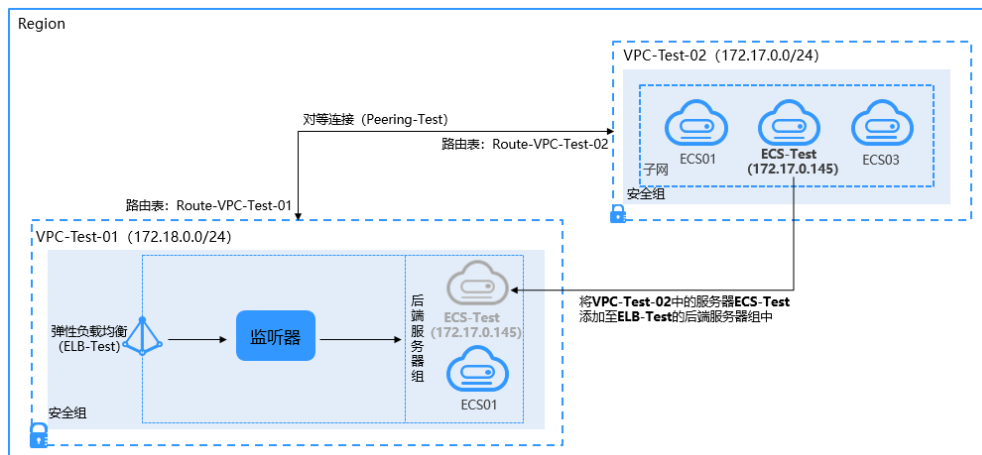 Region
VPC-Test-02（172.17.0.0/24）
ECS01
ECS-Test
(172.17.0.145)
ECS03
子网
安全组
对等连接（Peering-Test)
路由表：Route-VPC-Test-02
路由表：Route-VPC-Test-01
VPC-Test-01（172.18.0.0/24）
弹性负载均衡
(ELB-Test)
监听器
后端服务器组
ECS-Test
(172.17.0.145)
ECS01
安全组
将VPC-Test-02中的服务器ECS-Test
添加至ELB-Test的后端服务器组中